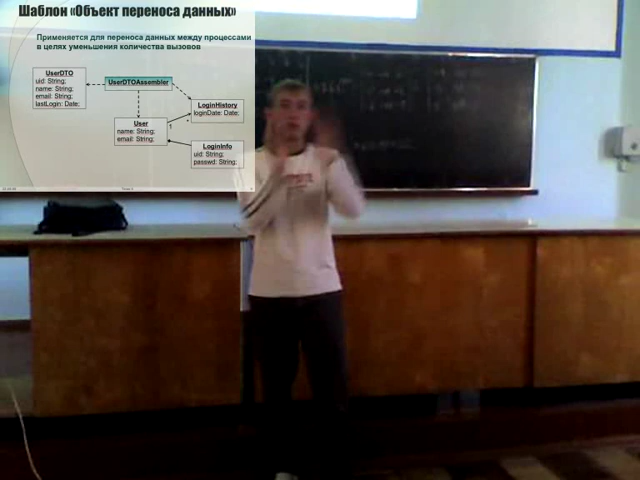 Шаблон «Объект переноса данных»
Применяется для переноса данных между процессами
в целях уменьшения количества вызовов
UserDTO
uid: String;
name: String;
email: String;
lastLogin: Date;
UserDTOAssembler
LoginHistory
loginDate: Date;
User
name: String;
email: String;
1
*
LoginInfo
uid: String;
passwd: String;